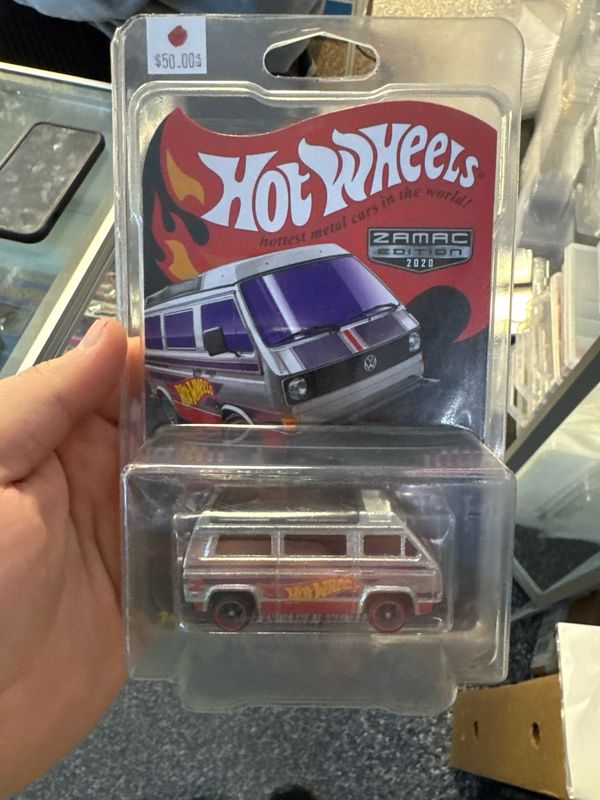 $50.00
Hot Wheels
hottest metal cars in the world!
ZAMAC
EDITION
2020
HOT WHEELS
HOT WHEELS